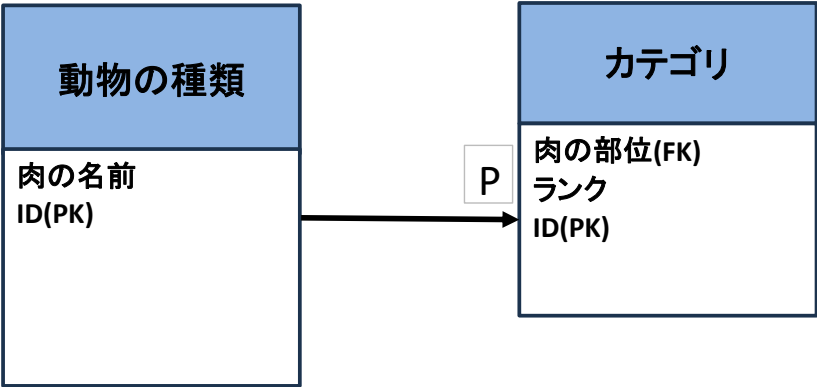 動物の種類
肉の名前
ID(PK)
P
カテゴリ
肉の部位(FK)
ランク
ID(PK)